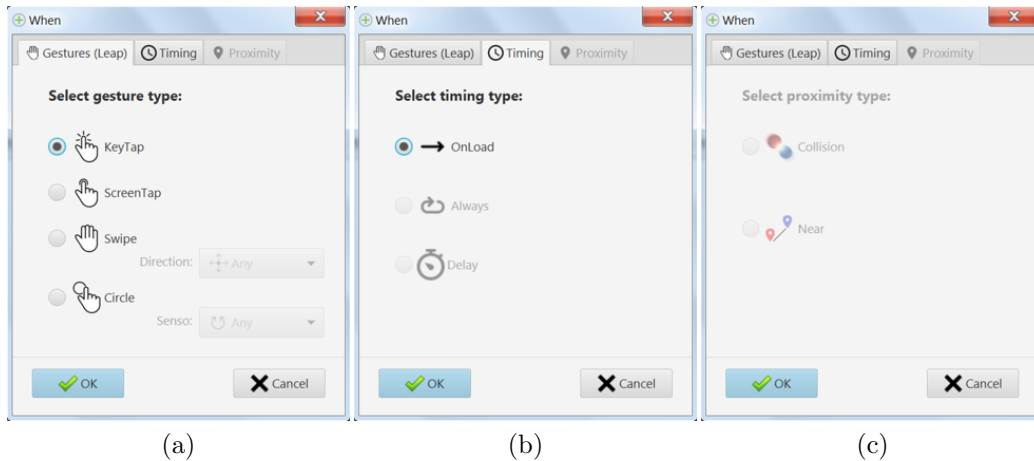 When
Gestures (Leap) Timing Proximity
Select gesture type:
KeyTap
ScreenTap
Swipe
Direction: Any
Circle
Senso: Any
OK Cancel
(a)
When
Gestures (Leap) Timing Proximity
Select timing type:
OnLoad
Always
Delay
OK Cancel
(b)
When
Gestures (Leap) Timing Proximity
Select proximity type:
Collision
Near
OK Cancel
(c)